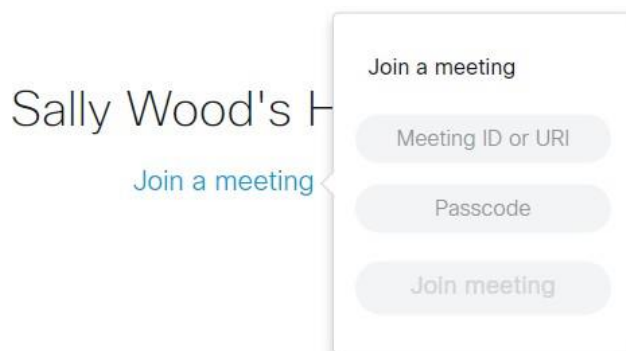 Sally Wood's H
Join a meeting
Join a meeting
Meeting ID or URI
Passcode
Join meeting